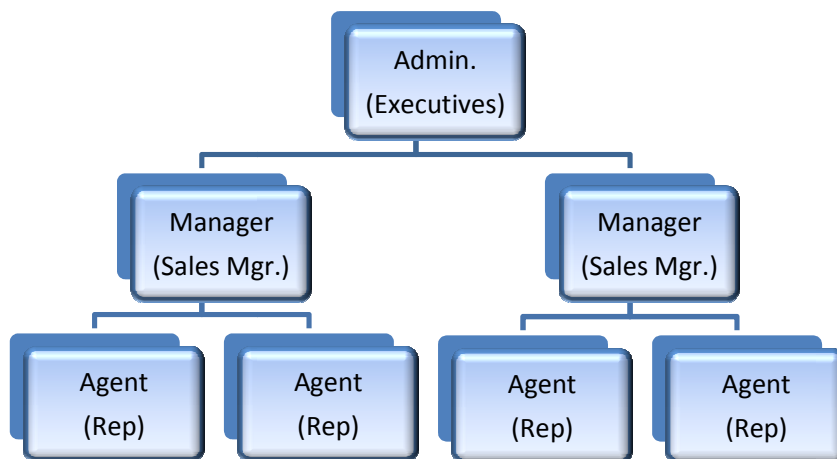 Admin.
(Executives)
Manager
(Sales Mgr.)
Manager
(Sales Mgr.)
Agent
(Rep)
Agent
(Rep)
Agent
(Rep)
Agent
(Rep)